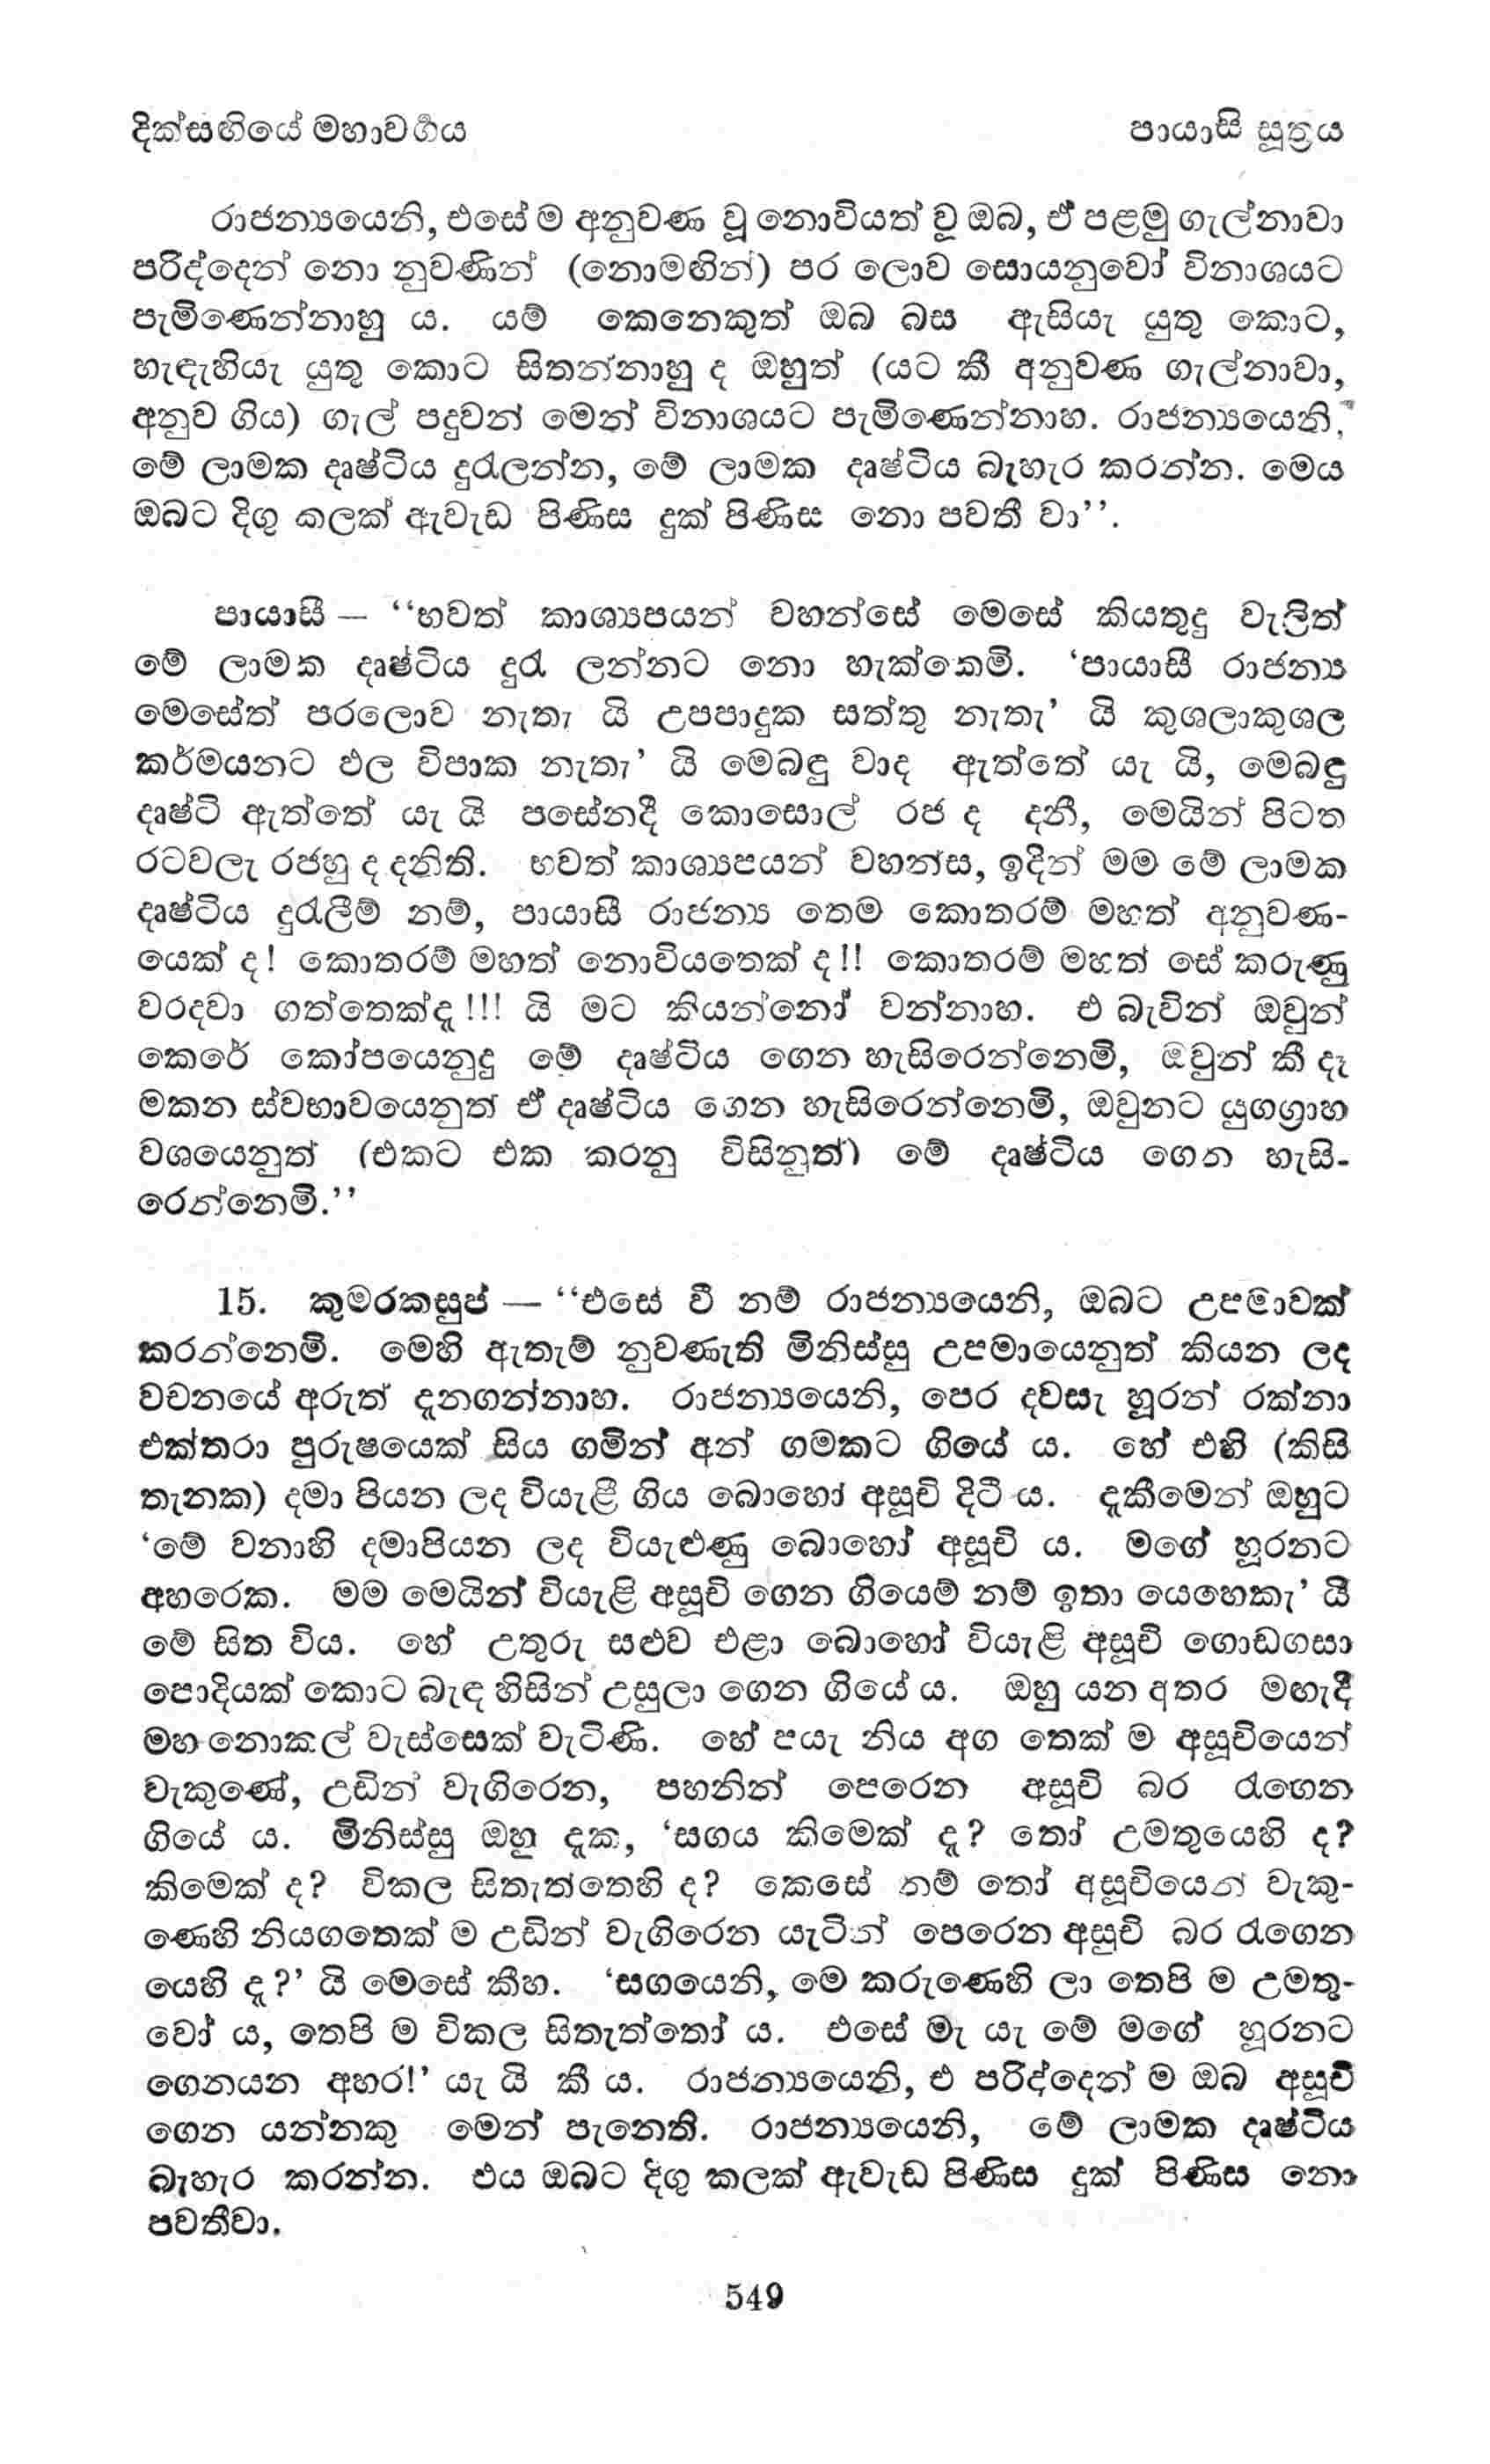 දික්සඟියේ මහාවර්ගය
පායාසි සූත්‍රය
රාජන්‍යයෙනි, එසේ ම අනුවණ වූ නොවියත් වූ ඔබ, ඒ පළමු ගැල්නාවා
පරිද්දෙන් නො නුවණින් (නොමඟින්) පර ලොව සොයනුවෝ විනාශයට
පැමිණෙන්නාහු ය. යම් කෙනෙකුත් ඔබ බස ඇසියැ යුතු කොට,
හැඳැහියැ යුතු කොට සිතන්නාහු ද ඔහුත් (යට කී අනුවණ ගැල්නාවා,
අනුව ගිය) ගැල් පදුවන් මෙන් විනාශයට පැමිණෙන්නාහ. රාජන්‍යයෙනි,
මේ ලාමක දෘෂ්ටිය දුරැලන්න, මේ ලාමක දෘෂ්ටිය බැහැර කරන්න. මෙය
ඔබට දිගු කලක් ඇවැඩ පිණිස දුක් පිණිස නො පවතී වා’’.
පායාසී — ‘‘භවත් කාශ්‍යපයන් වහන්සේ මෙසේ කියතුදු වැලිත්
මේ ලාමක දෘෂ්ටිය දුරැ ලන්නට නො හැක්කෙමි. ‘පායාසී රාජන්‍ය
මෙසේත් පරලොව නැතැ යි උපපාදුක සත්තු නැතැ’ යි කුශලාකුශල
කර්මයනට ඵල විපාක නැතැ’ යි මෙබඳු වාද ඇත්තේ යැ යි, මෙබඳු
දෘෂ්ටි ඇත්තේ යැ යි පසේනදී කොසොල් රජ ද දනී, මෙයින් පිටත
රටවලැ රජහු ද දනිති. භවත් කාශ්‍යපයන් වහන්ස, ඉදින් මම මේ ලාමක
දෘෂ්ටිය දුරැලීම් නම්, පායාසී රාජන්‍ය තෙම කොතරම් මහත් අනුවණ-
යෙක් ද! කොතරම් මහත් නොවියතෙක් ද!! කොතරම් මහත් සේ කරුණු
වරදවා ගත්තෙක්දැ!!! යි මට කියන්නෝ වන්නාහ. එ බැවින් ඔවුන්
කෙරේ කෝපයෙනුදු මේ දෘෂ්ටිය ගෙන හැසිරෙන්නෙමි, ඔවුන් කී දෑ
මකන ස්වභාවයෙනුත් ඒ දෘෂ්ටිය ගෙන හැසිරෙන්නෙමි, ඔවුනට යුගග්‍රාහ
වශයෙනුත් (එකට එක කරනු විසිනුත්) මේ දෘෂ්ටිය ගෙන හැසි-
රෙන්නෙමි.’’
15. කුමරකසුප් — ‘‘එසේ වී නම් රාජන්‍යයෙනි, ඔබට උපමාවක්
කරන්නෙමි. මෙහි ඇතැම් නුවණැති මිනිස්සු උපමායෙනුත් කියන ලද
වචනයේ අරුත් දැනගන්නාහ. රාජන්‍යයෙනි, පෙර දවසැ හූරන් රක්නා
එක්තරා පුරුෂයෙක් සිය ගමින් අන් ගමකට ගියේ ය. හේ එහි (කිසි
තැනක) දමා පියන ලද වියැළී ගිය බොහෝ අසූචි දිටී ය. දැකීමෙන් ඔහුට
‘මේ වනාහි දමාපියන ලද වියැළුණු බොහෝ අසූචි ය. මගේ හූරනට
අහරෙක. මම මෙයින් වියැළි අසූචි ගෙන ගියෙම් නම් ඉතා යෙහෙකැ’ යි
මේ සිත විය. හේ උතුරු සළුව එළා බොහෝ වියැළි අසූචි ගොඩගසා
පොදියක් කොට බැඳ හිසින් උසුලා ගෙන ගියේ ය. ඔහු යන අතර මඟැදී
මහ නොකල් වැස්සෙක් වැටිණි. හේ පයැ නිය අග තෙක් ම අසූචියෙන්
වැකුණේ, උඩින් වැගිරෙන, පහනින් පෙරෙන අසූචි බර රැගෙන
ගියේ ය. මිනිස්සු ඔහු දැක, ‘සගය කිමෙක් දැ? තෝ උමතුයෙහි ද?
කිමෙක් ද? විකල සිතැත්තෙහි ද? කෙසේ නම් තෝ අසූචියෙන් වැකු-
ණෙහි නියගතෙක් ම උඩින් වැගිරෙන යැටින් පෙරෙන අසූචි බර රැගෙන
යෙහි දැ?’ යි මෙසේ කීහ. ‘සගයෙනි, මෙ කරුණෙහි ලා තෙපි ම උමතු-
වෝ ය, තෙපි ම විකල සිතැත්තෝ ය. එසේ මැ යැ මේ මගේ හූරනට
ගෙනයන අහර!’ යැ යි කී ය. රාජන්‍යයෙනි, එ පරිද්දෙන් ම ඔබ අසූචි
ගෙන යන්නකු මෙන් පැනෙති. රාජන්‍යයෙනි, මේ ලාමක දෘෂ්ටිය
බැහැර කරන්න. එය ඔබට දිගු කලක් ඇවැඩ පිණිස දුක් පිණිස නො
පවතීවා.
549